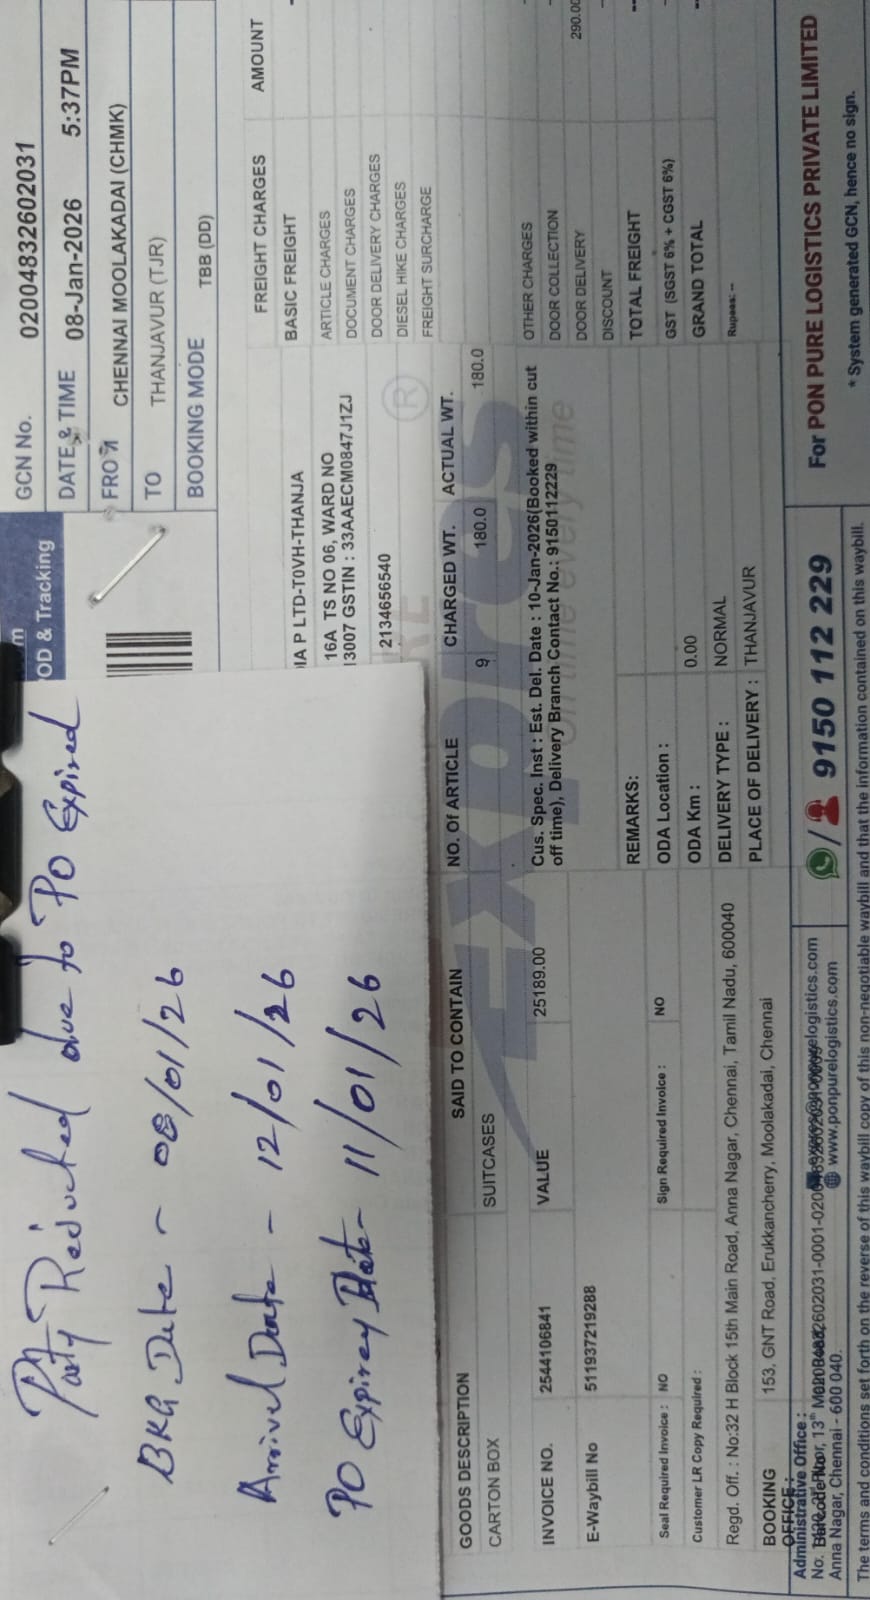 Party Reduched due to PO Expired
BKG Date - 08/01/26
Arrivel Date - 12/01/26
PO Expirey Date - 11/01/26
OD & Tracking
GCN No. 02004832602031
DATE & TIME 08-Jan-2026 5:37PM
FROM CHENNAI MOOLAKADAI (CHMK)
TO THANJAVUR (TJR)
BOOKING MODE TBB (DD)
IA P LTD-T0VH-THANJA
16A TS NO 06, WARD NO
13007 GSTIN : 33AAECM0847J1ZJ
2134656540
FREIGHT CHARGES AMOUNT
BASIC FREIGHT
ARTICLE CHARGES
DOCUMENT CHARGES
DOOR DELIVERY CHARGES
DIESEL HIKE CHARGES
FREIGHT SURCHARGE
OTHER CHARGES
DOOR COLLECTION
DOOR DELIVERY 290.00
DISCOUNT
TOTAL FREIGHT
GST (SGST 6% + CGST 6%)
GRAND TOTAL
Rupees: --
GOODS DESCRIPTION SAID TO CONTAIN NO. Of ARTICLE CHARGED WT. ACTUAL WT.
CARTON BOX SUITCASES 9 180.0 180.0
Expres
on time every time
INVOICE NO. 2544106841 VALUE 25189.00
Cus. Spec. Inst : Est. Del. Date : 10-Jan-2026(Booked within cut
off time), Delivery Branch Contact No.: 9150112229
E-Waybill No 511937219288
REMARKS:
Seal Required Invoice : NO Sign Required Invoice : NO ODA Location :
Customer LR Copy Required : ODA Km : 0.00
Regd. Off. : No:32 H Block 15th Main Road, Anna Nagar, Chennai, Tamil Nadu, 600040 DELIVERY TYPE : NORMAL
BOOKING OFFICE : 153, GNT Road, Erukkancherry, Moolakadai, Chennai PLACE OF DELIVERY : THANJAVUR
Administrative Office :
Anna Nagar, Chennai - 600 040.
www.ponpurelogistics.com
9150 112 229
For PON PURE LOGISTICS PRIVATE LIMITED
* System generated GCN, hence no sign.
The terms and conditions set forth on the reverse of this waybill copy of this non-negotiable waybill and that the information contained on this waybill.